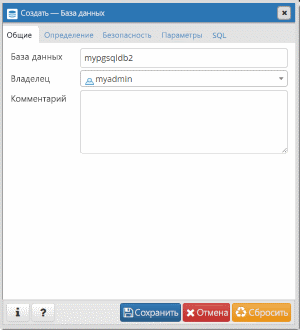 Создать — База данных
Общие Определение Безопасность Параметры SQL
База данных mypgsqldb2
Владелец myadmin
Комментарий
i ? Сохранить Отмена Сбросить